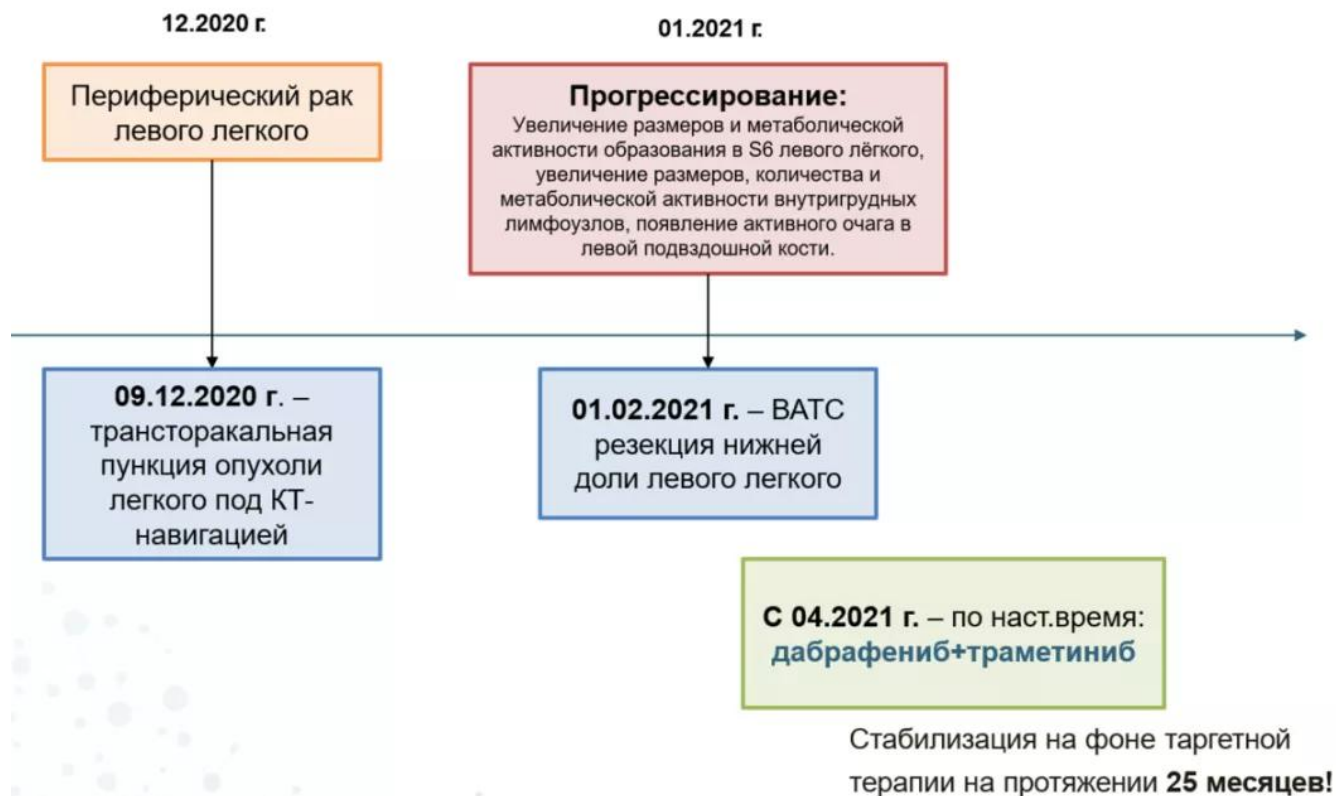 12.2020 г.
01.2021 г.
Периферический рак
левого легкого
Прогрессирование:
Увеличение размеров и метаболической
активности образования в S6 левого лёгкого,
увеличение размеров, количества и
метаболической активности внутригрудных
лимфоузлов, появление активного очага в
левой подвздошной кости.
09.12.2020 г. –
трансторакальная
пункция опухоли
легкого под КТ-
навигацией
01.02.2021 г. – ВАТС
резекция нижней
доли левого легкого
С 04.2021 г. – по наст.время:
дабрафениб+траметиниб
Стабилизация на фоне таргетной
терапии на протяжении 25 месяцев!